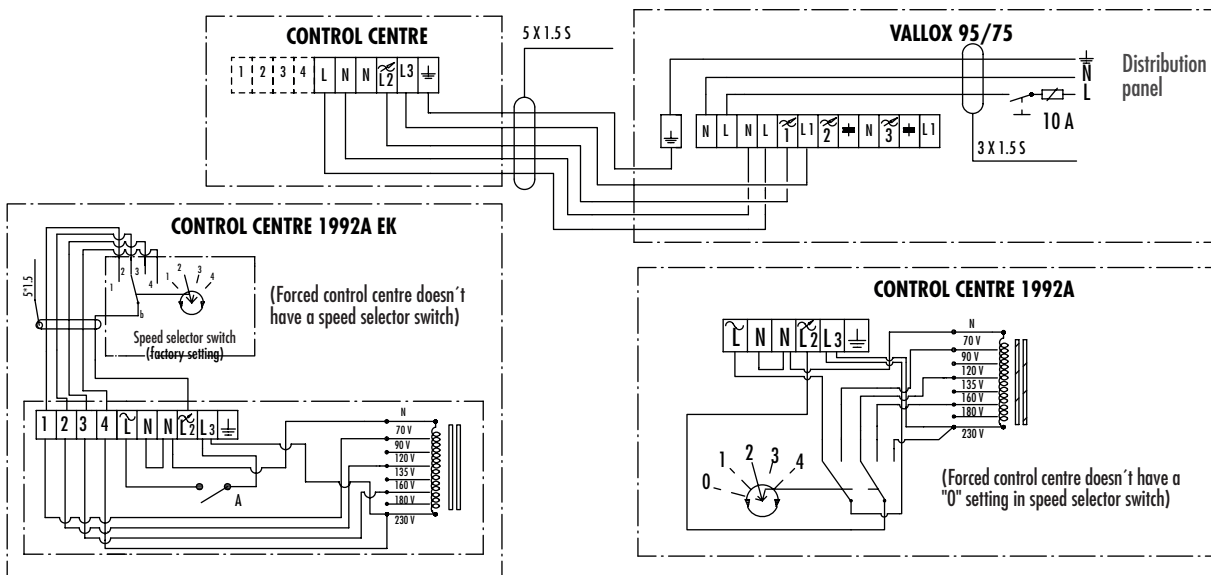 CONTROL CENTRE
1 2 3 4 L N N L2 L3
5 X 1.5 S
VALLOX 95/75
N
L
Distribution
panel
10 A
3 X 1.5 S
N L N L 1 L1 2 N 3 L1
CONTROL CENTRE 1992A EK
5*1.5
1 2 3 4
b
1 2 3 4
Speed selector switch
(factory setting)
(Forced control centre doesn´t
have a speed selector switch)
1 2 3 4 L N N L2 L3
A
N
70 V
90 V
120 V
135 V
160 V
180 V
230 V
CONTROL CENTRE 1992A
L N N L2 L3
N
70 V
90 V
120 V
135 V
160 V
180 V
230 V
0 1 2 3 4
(Forced control centre doesn´t have a
"0" setting in speed selector switch)